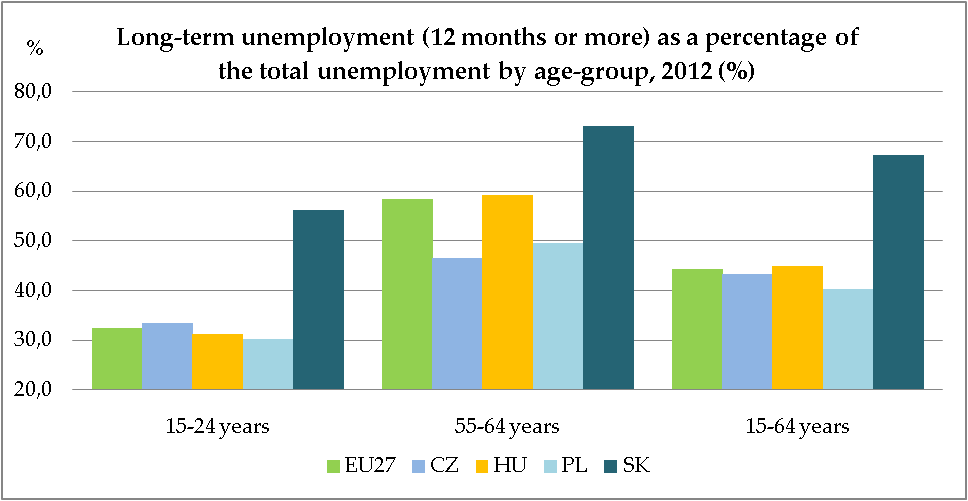 Long-term unemployment (12 months or more) as a percentage of
the total unemployment by age-group, 2012 (%)
%
80,0
70,0
60,0
50,0
40,0
30,0
20,0
15-24 years 55-64 years 15-64 years
EU27 CZ HU PL SK